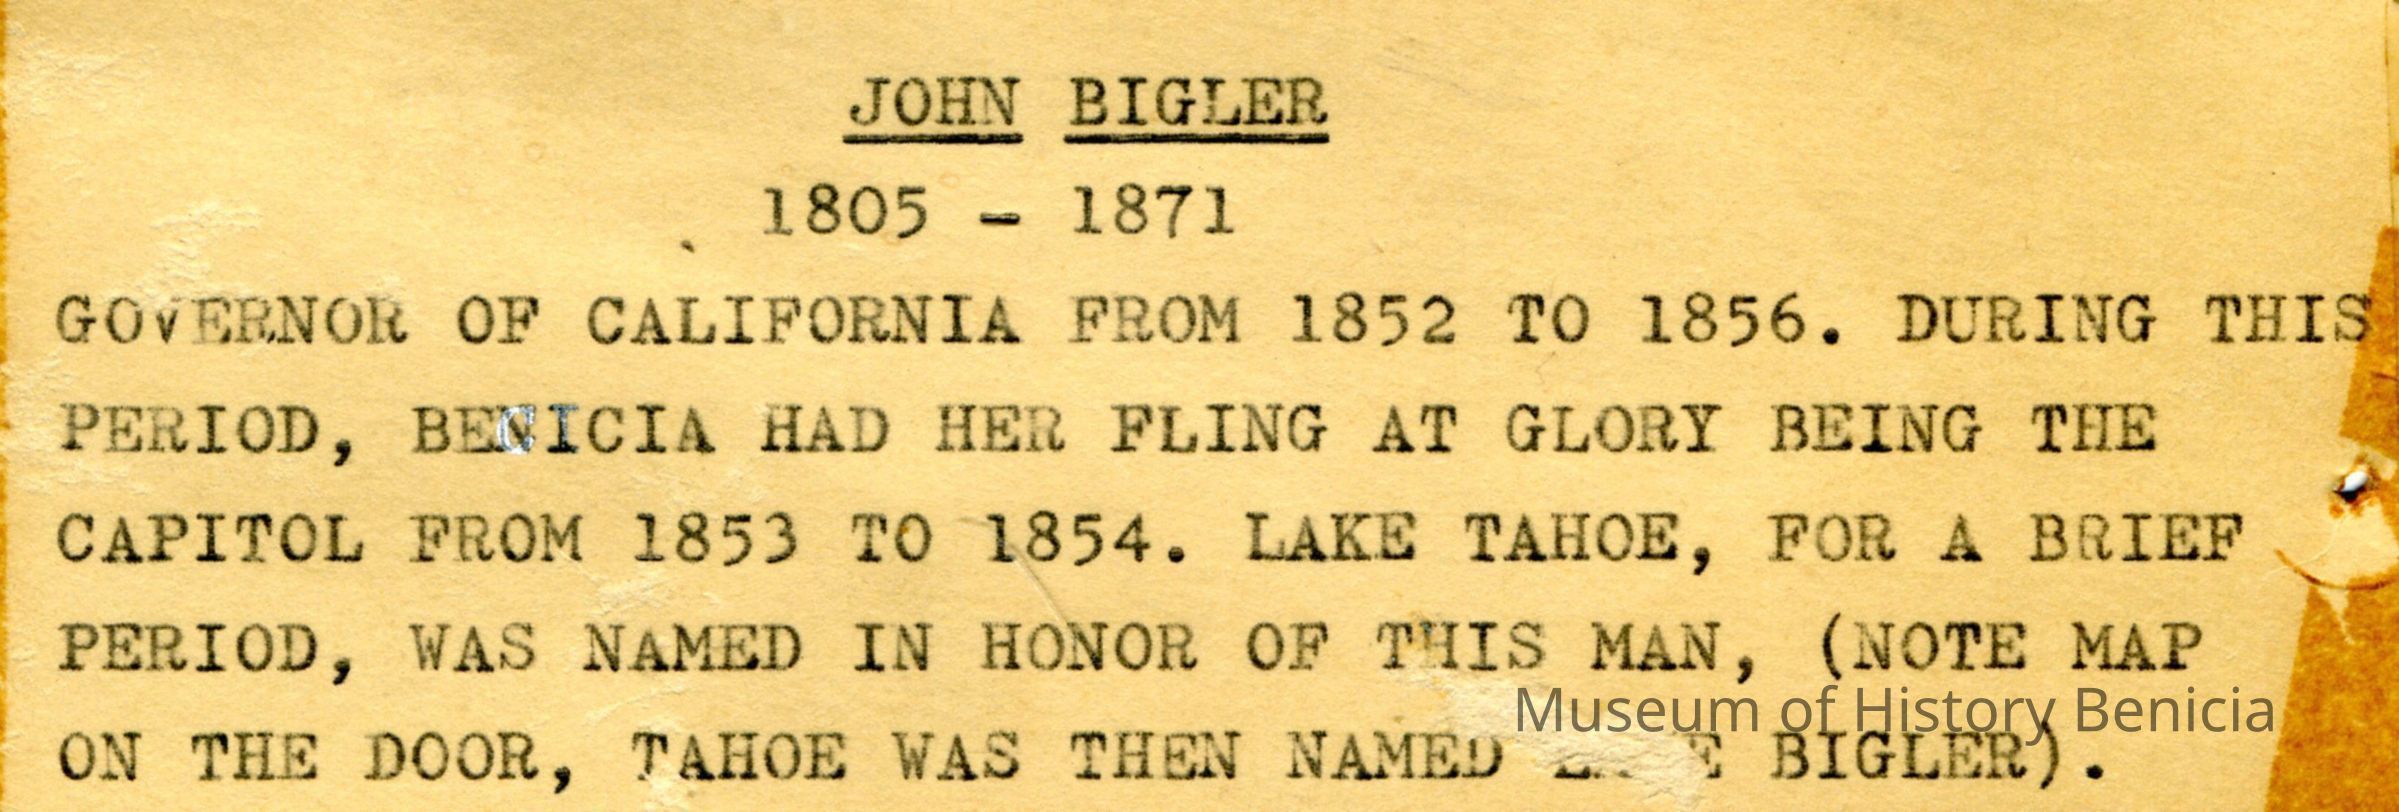 JOHN BIGLER
1805 - 1871
GOvERNOR OF CALIFORNIA FROM 1852 TO 1856. DURING THIS
PERIOD, BENICIA HAD HER FLING AT GLORY BEING THE
CAPITOL FROM 1853 TO 1854. LAKE TAHOE, FOR A BRIEF
PERIOD, WAS NAMED IN HONOR OF THIS MAN, (NOTE MAP
Museum of History Benicia
ON THE DOOR, TAHOE WAS THEN NAMED BIGLER).